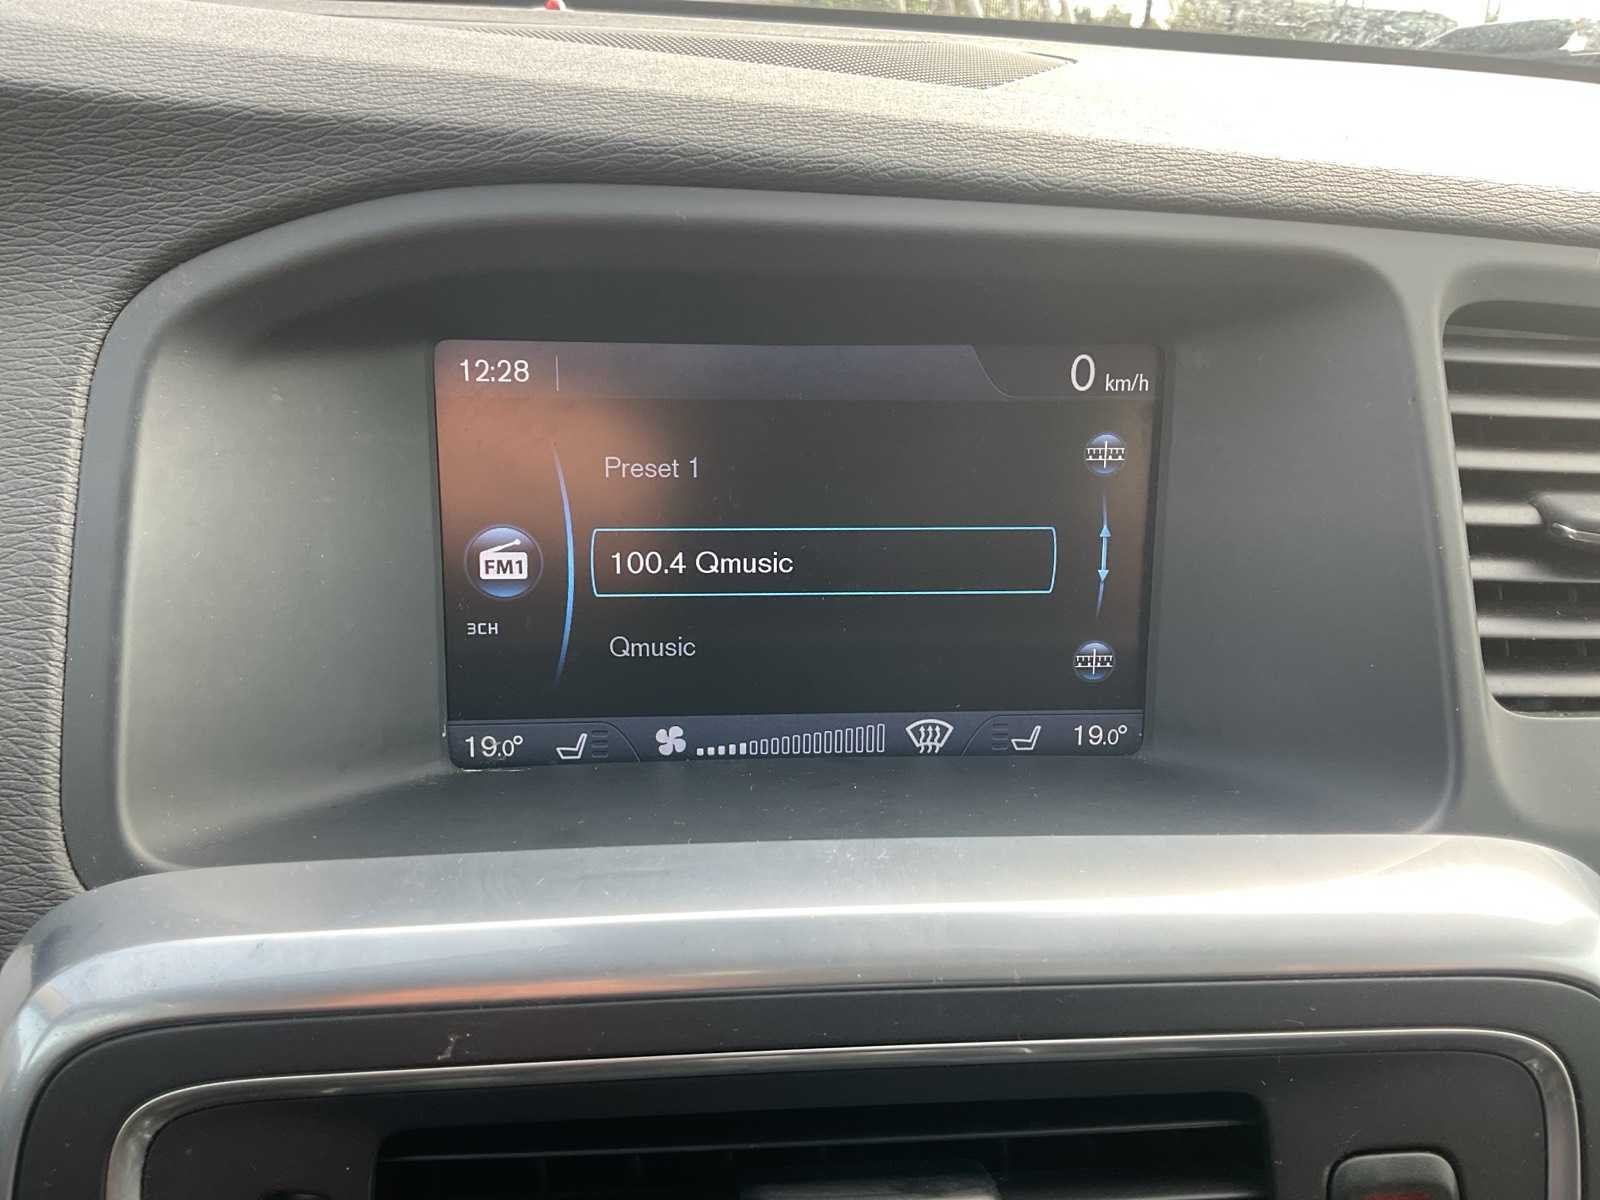 12:28
0 km/h
Preset 1
FM1
100.4 Qmusic
3CH
Qmusic
19.0°
19.0°